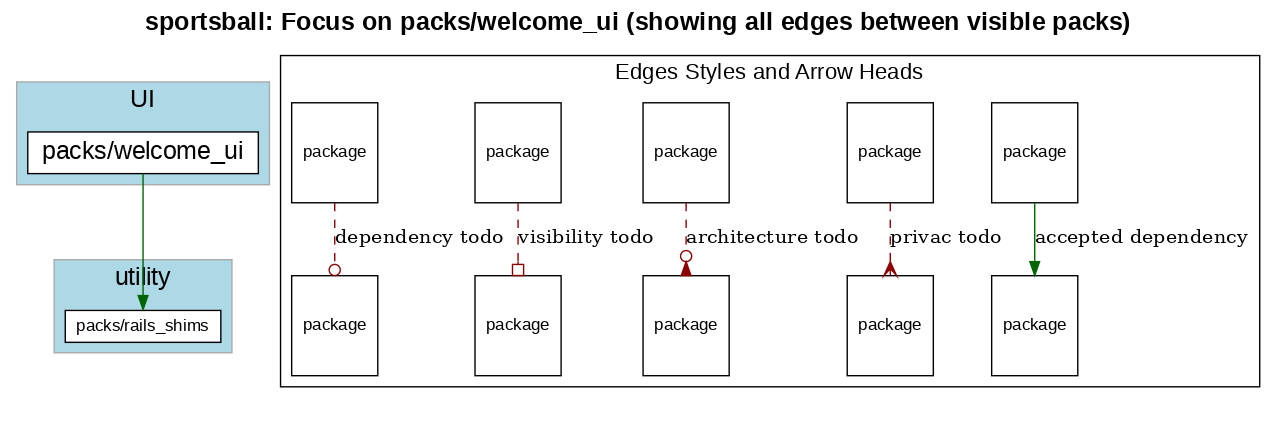 sportsball: Focus on packs/welcome_ui (showing all edges between visible packs)
UI
packs/welcome_ui
utility
packs/rails_shims
Edges Styles and Arrow Heads
package
package
package
package
package
dependency todo
visibility todo
architecture todo
privac todo
accepted dependency
package
package
package
package
package